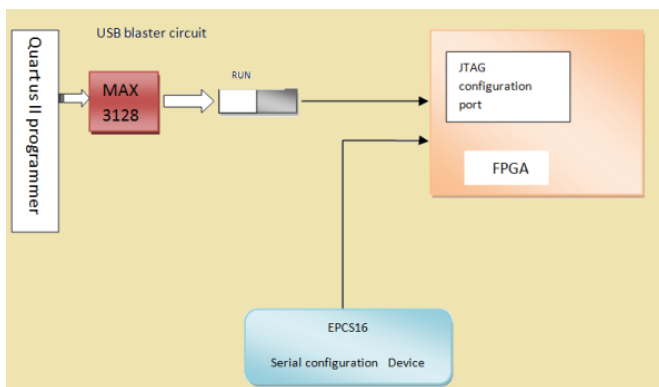 USB blaster circuit
Quartus II programmer
MAX
3128
RUN
JTAG
configuration
port
FPGA
EPCS16
Serial configuration Device